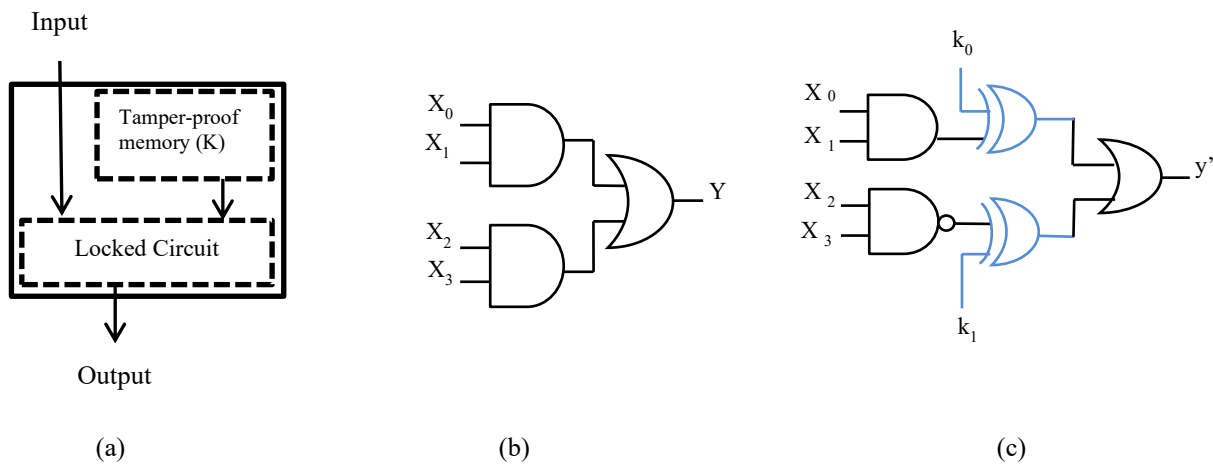 Input
Tamper-proof
memory (K)
Locked Circuit
Output
(a)
X₀
X₁
X₂
X₃
Y
(b)
k₀
X ₀
X ₁
X ₂
X ₃
k₁
y’
(c)